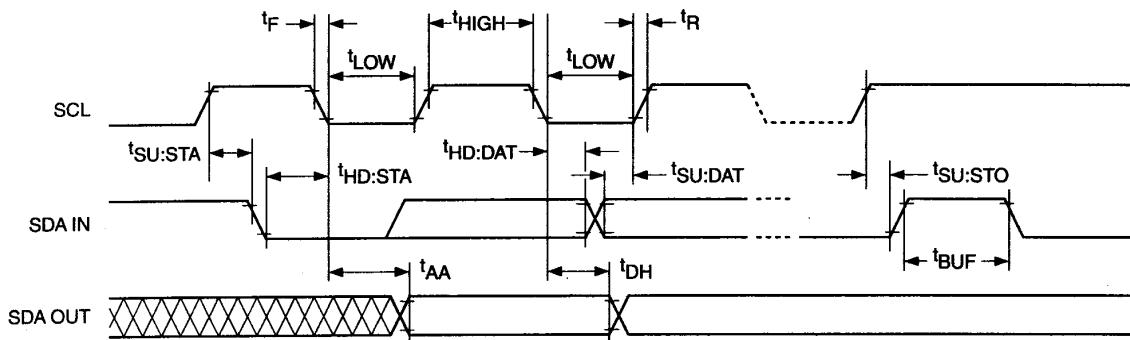 tF tHIGH tR
tLOW tLOW
SCL
tSU:STA tHD:STA tHD:DAT tSU:DAT tSU:STO
SDA IN
tBUF
tAA tDH
SDA OUT